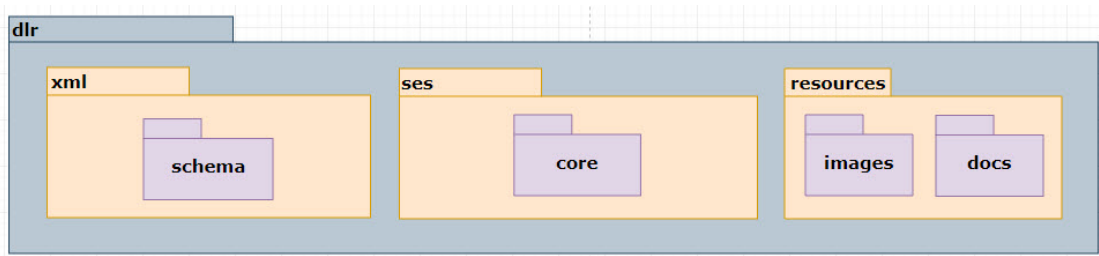 dlr
xml
ses
resources
schema
core
images
docs